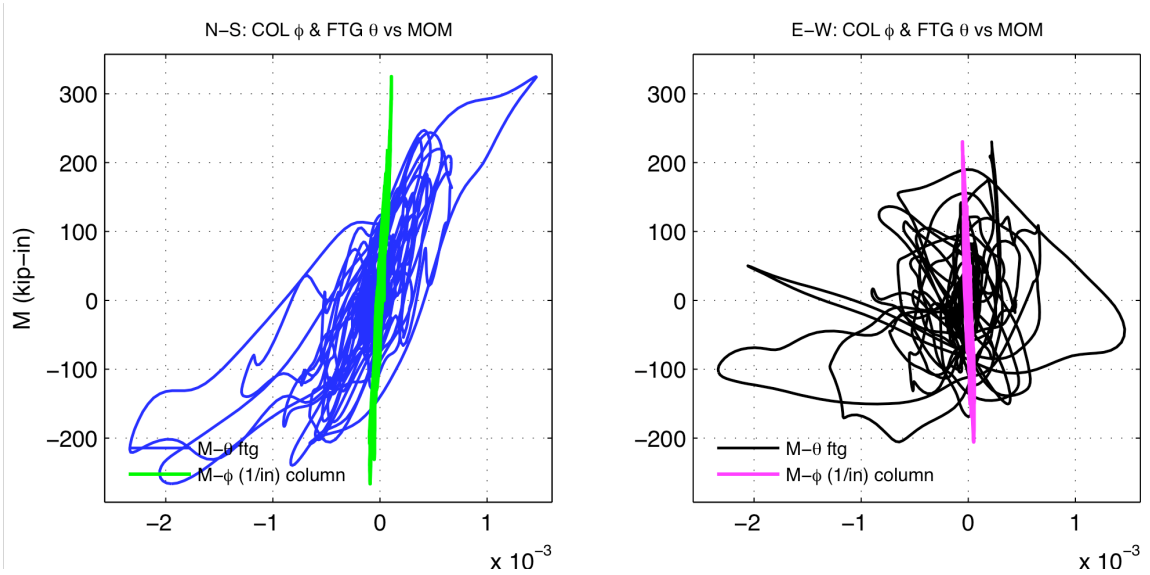 N−S: COL ϕ & FTG θ vs MOM
M (kip−in)
300
200
100
0
−100
−200
−2
−1
0
1
x 10⁻³
M−θ ftg
M−ϕ (1/in) column
E−W: COL ϕ & FTG θ vs MOM
300
200
100
0
−100
−200
−2
−1
0
1
x 10⁻³
M−θ ftg
M−ϕ (1/in) column